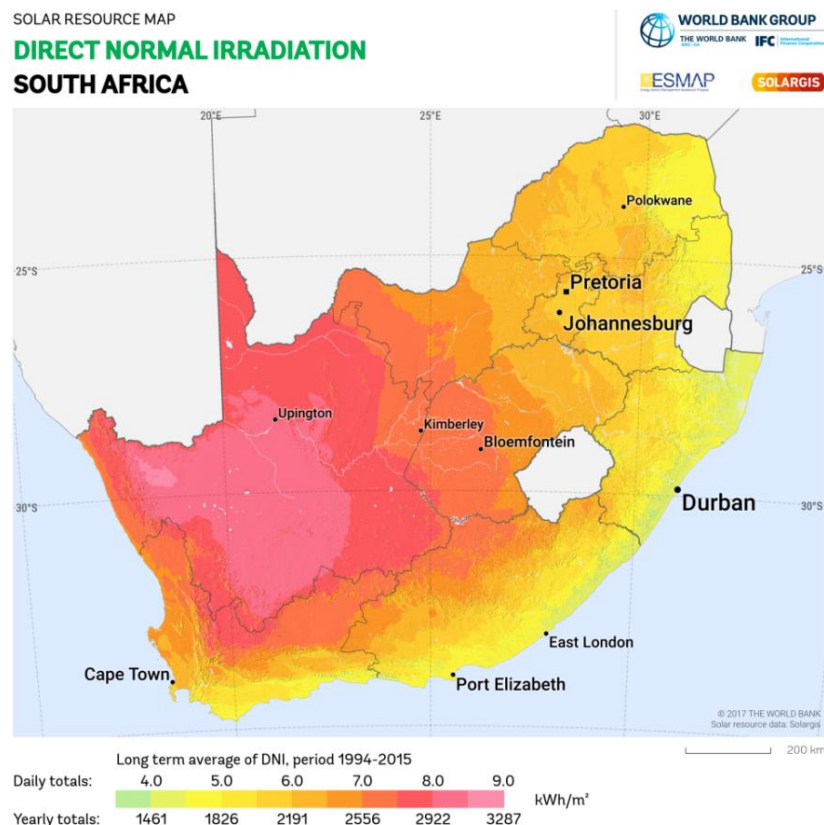 SOLAR RESOURCE MAP
DIRECT NORMAL IRRADIATION
SOUTH AFRICA
WORLD BANK GROUP
THE WORLD BANK
IFC
International
Finance Corporation
ESMAP
SOLARGIS
20°E
25°E
30°E
Polokwane
25°S
25°S
Pretoria
Johannesburg
Upington
Kimberley
Bloemfontein
30°S
30°S
Durban
East London
Cape Town
Port Elizabeth
© 2017 THE WORLD BANK
Solar resource data: Solargis
200 km
Long term average of DNI, period 1994-2015
Daily totals: 4.0 5.0 6.0 7.0 8.0 9.0
kWh/m²
Yearly totals: 1461 1826 2191 2556 2922 3287